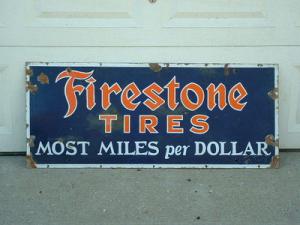 Firestone
TIRES
MOST MILES per DOLLAR